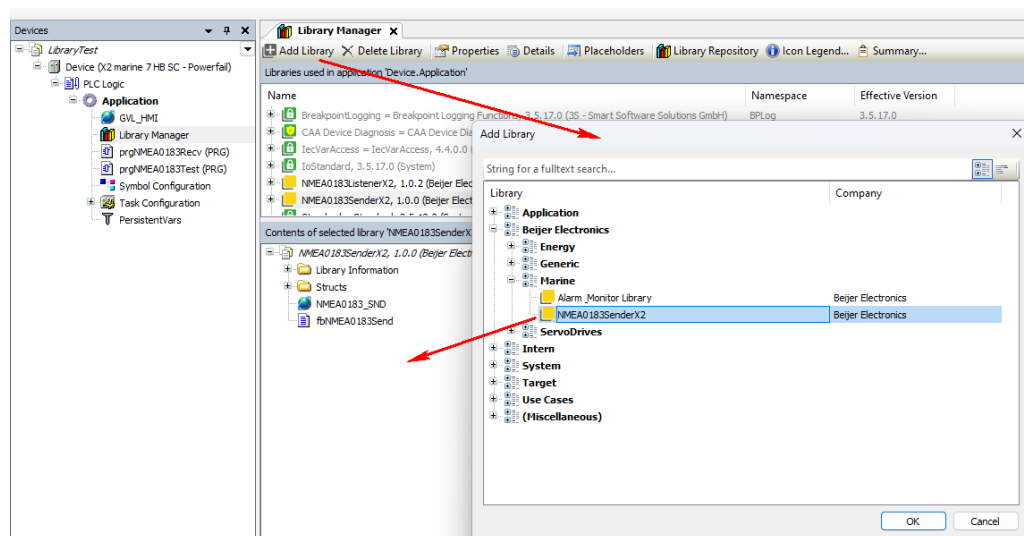 Devices
LibraryTest
Device (X2 marine 7 HB SC - Powerfail)
PLC Logic
Application
GVL_HMI
Library Manager
prgNMEA0183Recv (PRG)
prgNMEA0183Test (PRG)
Symbol Configuration
Task Configuration
PersistentVars
Library Manager
Add Library Delete Library Properties Details Placeholders Library Repository Icon Legend... Summary...
Libraries used in application 'Device.Application'
Name Namespace Effective Version
BreakpointLogging = Breakpoint Logging Functions, 3.5.17.0 (3S - Smart Software Solutions GmbH) BPLog 3.5.17.0
CAA Device Diagnosis = CAA Device Dia
IecVarAccess = IecVarAccess, 4.4.0.0 (
IoStandard, 3.5.17.0 (System)
NMEA0183ListenerX2, 1.0.2 (Beijer Elec
NMEA0183SenderX2, 1.0.0 (Beijer Elect
Contents of selected library 'NMEA0183SenderX
NMEA0183SenderX2, 1.0.0 (Beijer Elect
Library Information
Structs
NMEA0183_SND
fbNMEA0183Send
Add Library
String for a fulltext search...
Library Company
Application
Beijer Electronics
Energy
Generic
Marine
Alarm_Monitor Library Beijer Electronics
NMEA0183SenderX2 Beijer Electronics
ServoDrives
Intern
System
Target
Use Cases
(Miscellaneous)
OK Cancel